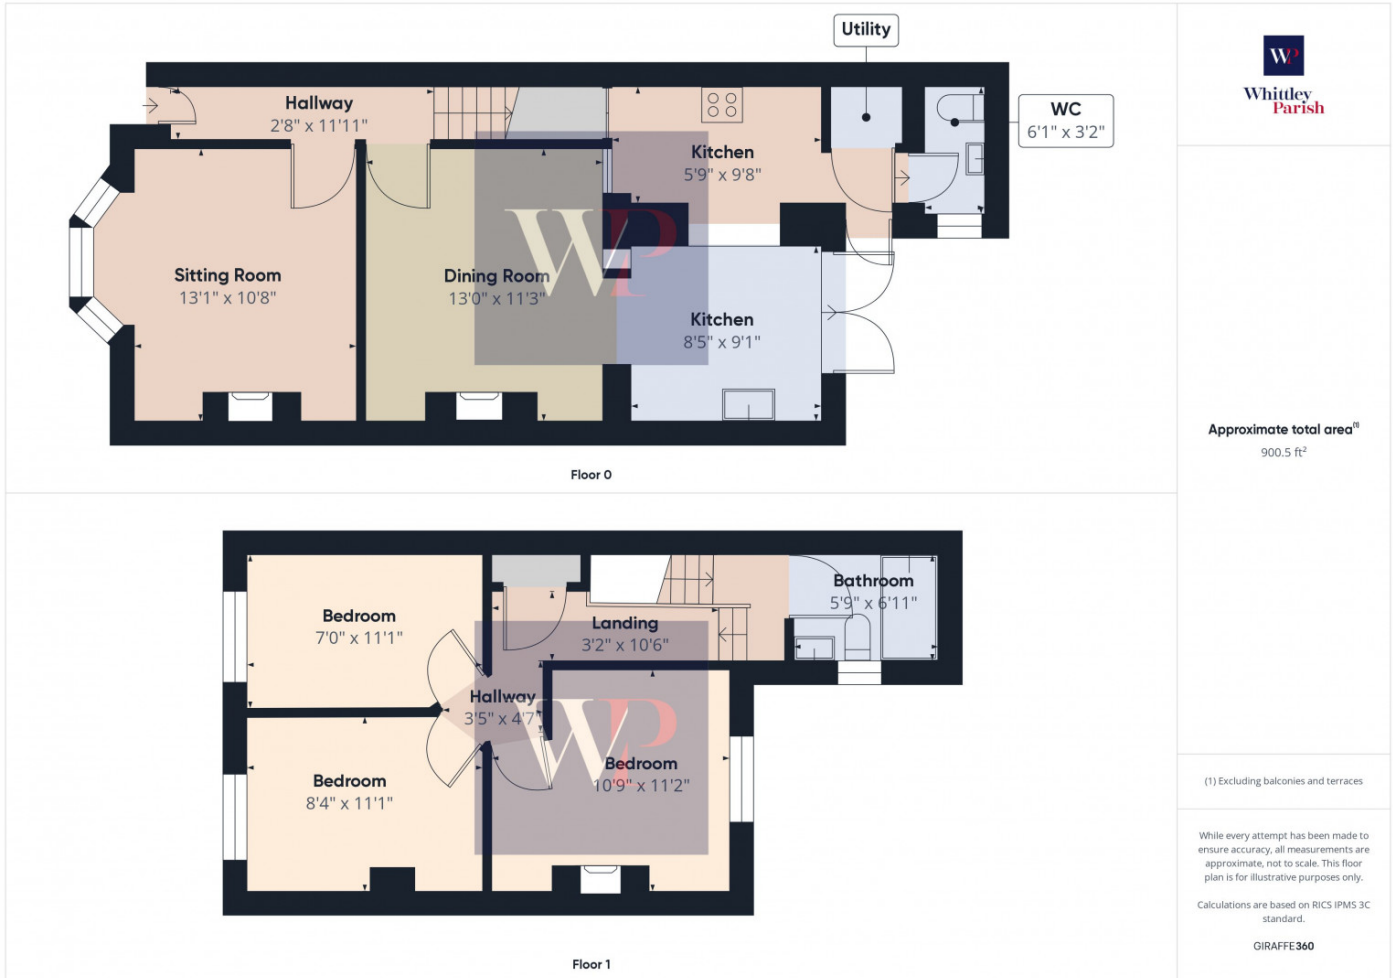 Utility
WC
6'1" x 3'2"
Hallway
2'8" x 11'11"
Kitchen
5'9" x 9'8"
Sitting Room
13'1" x 10'8"
Dining Room
13'0" x 11'3"
Kitchen
8'5" x 9'1"
WP
Floor 0
Bedroom
7'0" x 11'1"
Landing
3'2" x 10'6"
Bathroom
5'9" x 6'11"
Hallway
3'5" x 4'7"
Bedroom
8'4" x 11'1"
Bedroom
10'9" x 11'2"
WP
Floor 1
WP
Whittley
Parish
Approximate total area(1)
900.5 ft²
(1) Excluding balconies and terraces
While every attempt has been made to
ensure accuracy, all measurements are
approximate, not to scale. This floor
plan is for illustrative purposes only.
Calculations are based on RICS IPMS 3C
standard.
GIRAFFE360